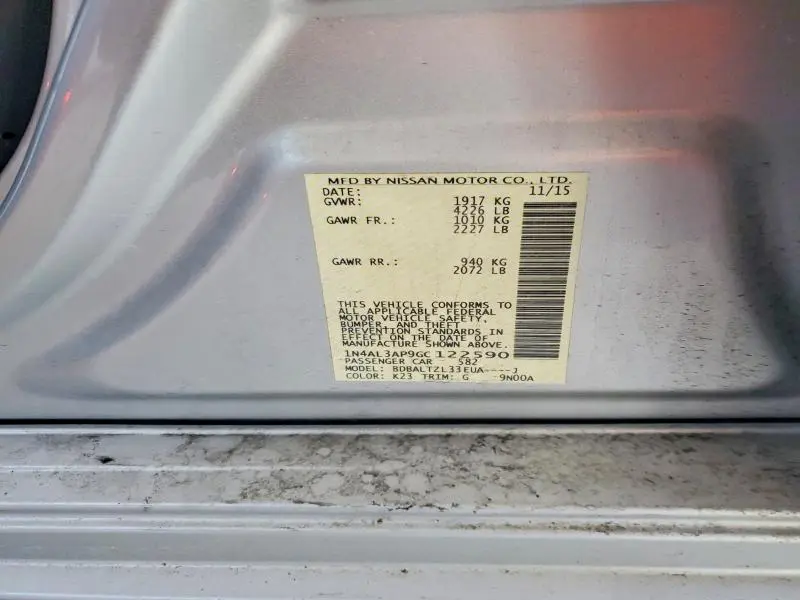 MFD BY NISSAN MOTOR CO., LTD.
DATE: 11/15
GVWR: 1917 KG
4226 LB
GAWR FR.: 1010 KG
2227 LB
GAWR RR.: 940 KG
2072 LB
THIS VEHICLE CONFORMS TO
ALL APPLICABLE FEDERAL
MOTOR VEHICLE SAFETY,
BUMPER, AND THEFT
PREVENTION STANDARDS IN
EFFECT ON THE DATE OF
MANUFACTURE SHOWN ABOVE.
1N4AL3AP9GC122590
PASSENGER CAR 582
MODEL: BDBALTZL33EUA----J
COLOR: K23 TRIM: G 9N00A